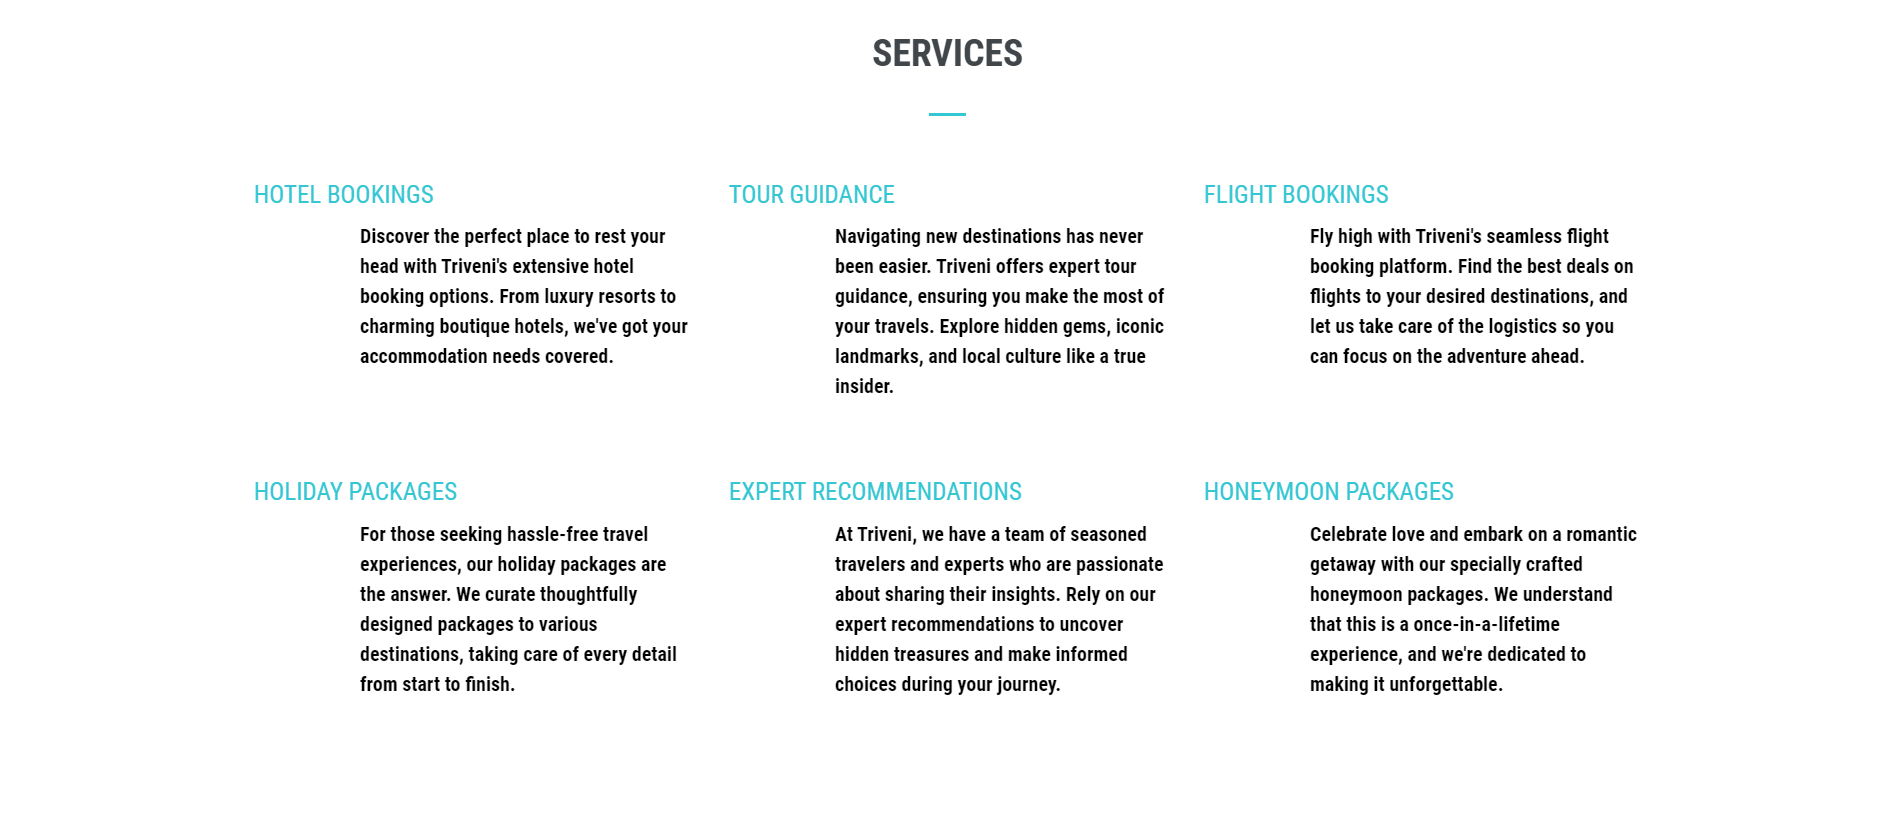 SERVICES
HOTEL BOOKINGS
Discover the perfect place to rest your
head with Triveni's extensive hotel
booking options. From luxury resorts to
charming boutique hotels, we've got your
accommodation needs covered.
TOUR GUIDANCE
Navigating new destinations has never
been easier. Triveni offers expert tour
guidance, ensuring you make the most of
your travels. Explore hidden gems, iconic
landmarks, and local culture like a true
insider.
FLIGHT BOOKINGS
Fly high with Triveni's seamless flight
booking platform. Find the best deals on
flights to your desired destinations, and
let us take care of the logistics so you
can focus on the adventure ahead.
HOLIDAY PACKAGES
For those seeking hassle-free travel
experiences, our holiday packages are
the answer. We curate thoughtfully
designed packages to various
destinations, taking care of every detail
from start to finish.
EXPERT RECOMMENDATIONS
At Triveni, we have a team of seasoned
travelers and experts who are passionate
about sharing their insights. Rely on our
expert recommendations to uncover
hidden treasures and make informed
choices during your journey.
HONEYMOON PACKAGES
Celebrate love and embark on a romantic
getaway with our specially crafted
honeymoon packages. We understand
that this is a once-in-a-lifetime
experience, and we're dedicated to
making it unforgettable.